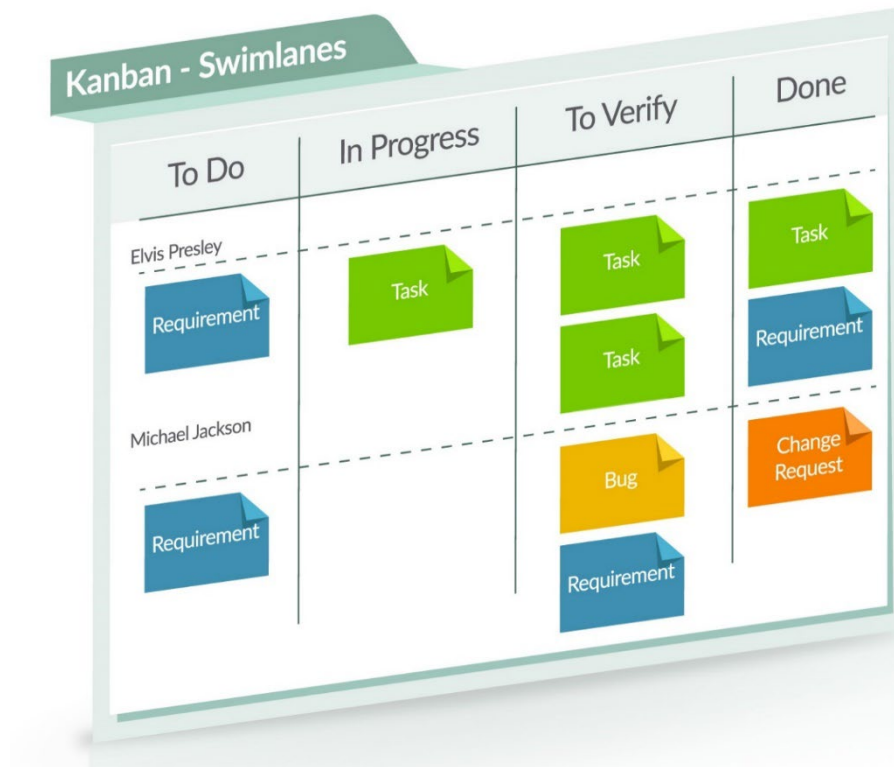 Kanban - Swimlanes
To Do
In Progress
To Verify
Done
Elvis Presley
Requirement
Task
Task
Task
Task
Requirement
Michael Jackson
Requirement
Bug
Requirement
Change
Request